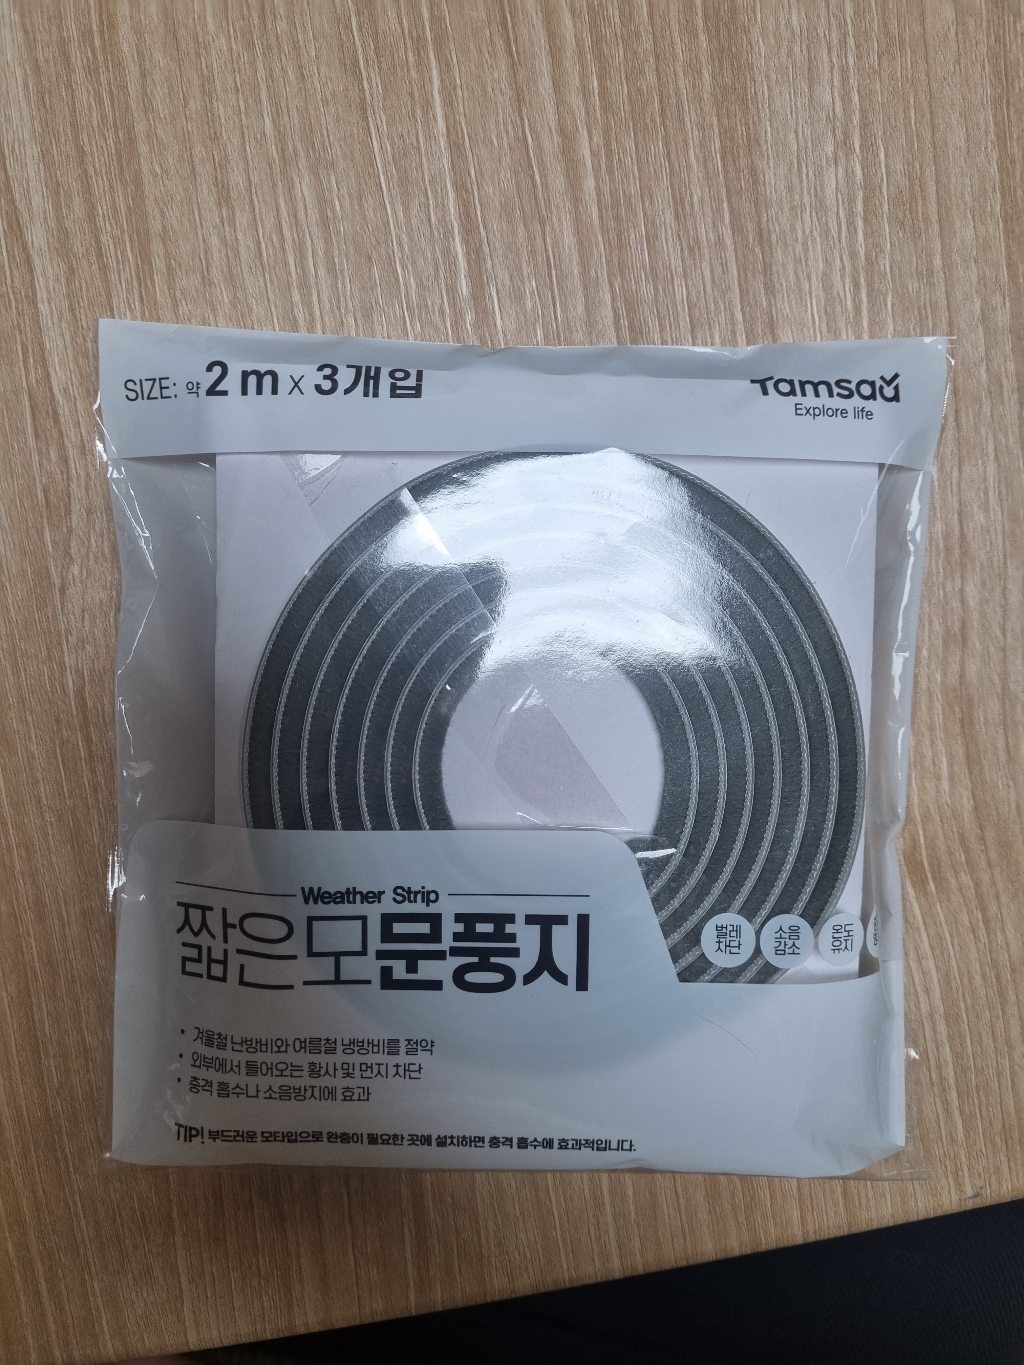 SIZE: 약 2 m x 3개입
Tamsaa
Explore life
Weather Strip
짧은모문풍지
벌레
차단
소음
감소
온도
유지
• 겨울철 난방비와 여름철 냉방비를 절약
• 외부에서 들어오는 황사 및 먼지 차단
• 충격 흡수나 소음방지에 효과
TIP! 부드러운 모타입으로 완충이 필요한 곳에 설치하면 충격 흡수에 효과적입니다.